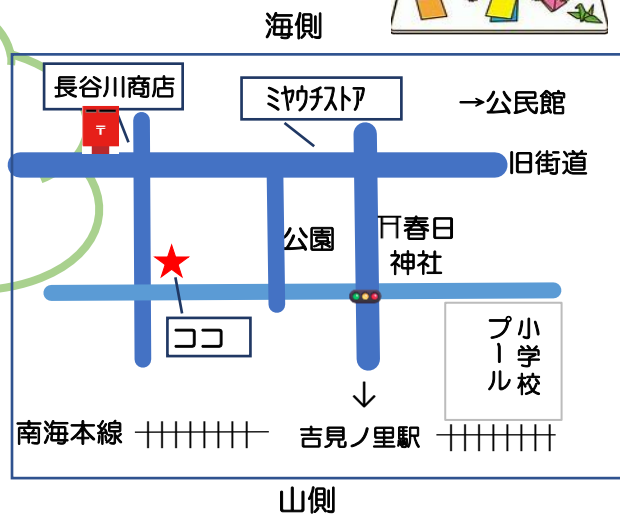 海側
長谷川商店
〒
ミヤウチストア
→公民館
旧街道
公園
春日
神社
ココ
小学校
プール
南海本線
吉見ノ里駅
山側